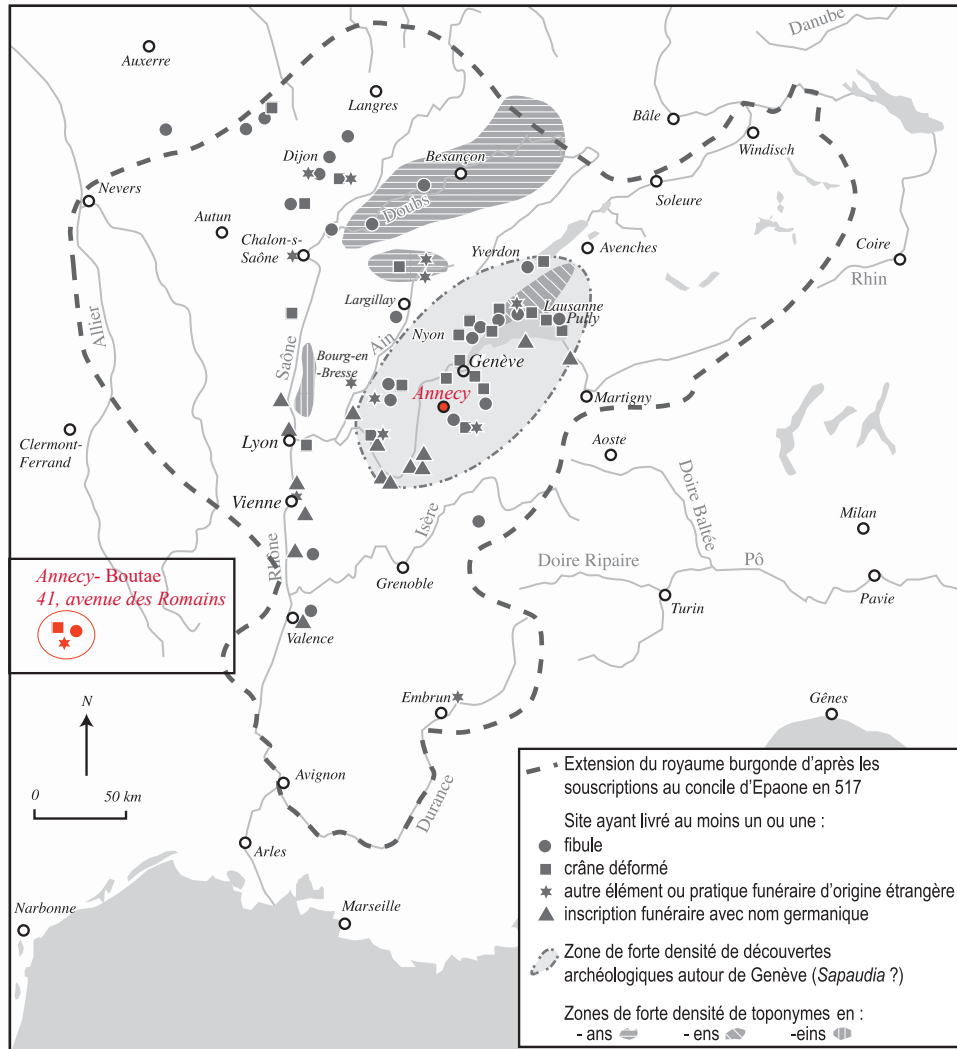 Danube
Auxerre
Langres
Bâle
Windisch
Dijon
Besançon
Nevers
Soleure
Doubs
Autun
Chalon-s-
Saône
Yverdon
Avenches
Coire
Rhin
Largillay
Lausanne
Pully
Allier
Saône
Ain
Nyon
Bourg-en-
Bresse
Genève
Annecy
Martigny
Clermont-
Ferrand
Lyon
Aoste
Doire Baltée
Vienne
Isère
Milan
Rhône
Grenoble
Doire Ripaire
Pô
Turin
Pavie
Annecy- Boutae
41, avenue des Romains
Valence
Embrun
Gênes
N
0 50 km
Avignon
Durance
Arles
Narbonne
Marseille
Extension du royaume burgonde d'après les
souscriptions au concile d'Epaone en 517
Site ayant livré au moins un ou une :
fibule
crâne déformé
autre élément ou pratique funéraire d'origine étrangère
inscription funéraire avec nom germanique
Zone de forte densité de découvertes
archéologiques autour de Genève (Sapaudia ?)
Zones de forte densité de toponymes en :
- ans - ens -eins